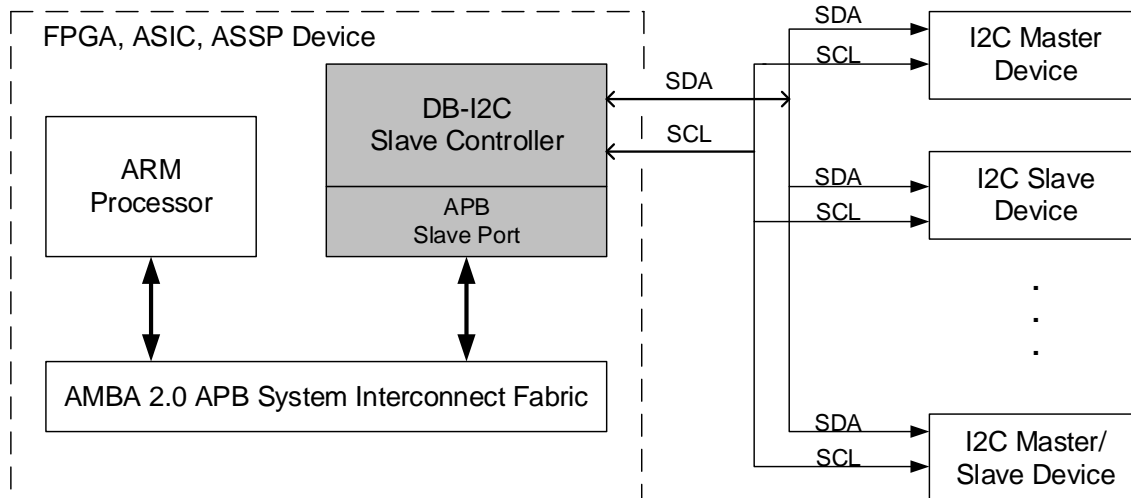 FPGA, ASIC, ASSP Device
ARM
Processor
DB-I2C
Slave Controller
APB
Slave Port
AMBA 2.0 APB System Interconnect Fabric
SDA
SCL
SDA
SCL
I2C Master
Device
SDA
SCL
I2C Slave
Device
.
.
.
SDA
SCL
I2C Master/
Slave Device